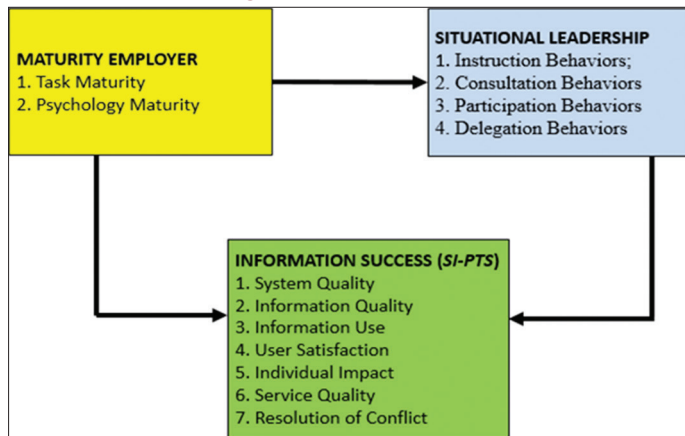 MATURITY EMPLOYER
1. Task Maturity
2. Psychology Maturity
SITUATIONAL LEADERSHIP
1. Instruction Behaviors;
2. Consultation Behaviors
3. Participation Behaviors
4. Delegation Behaviors
INFORMATION SUCCESS (SI-PTS)
1. System Quality
2. Information Quality
3. Information Use
4. User Satisfaction
5. Individual Impact
6. Service Quality
7. Resolution of Conflict